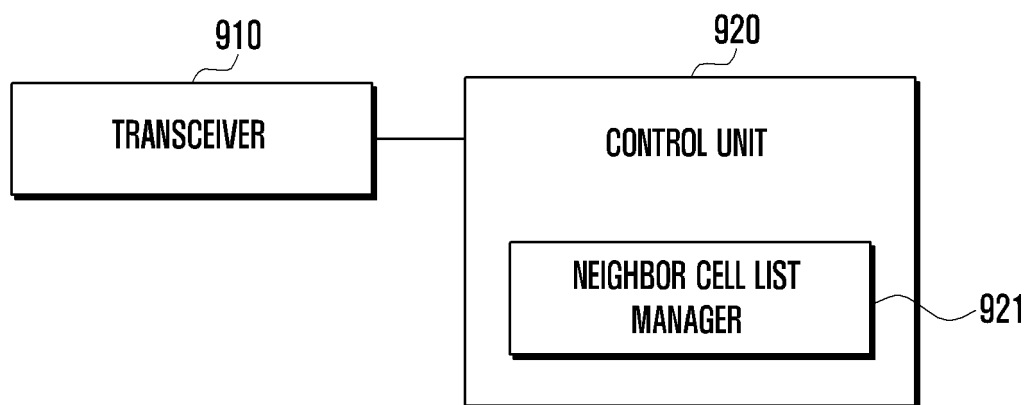 910
920
TRANSCEIVER
CONTROL UNIT
NEIGHBOR CELL LIST
MANAGER
921